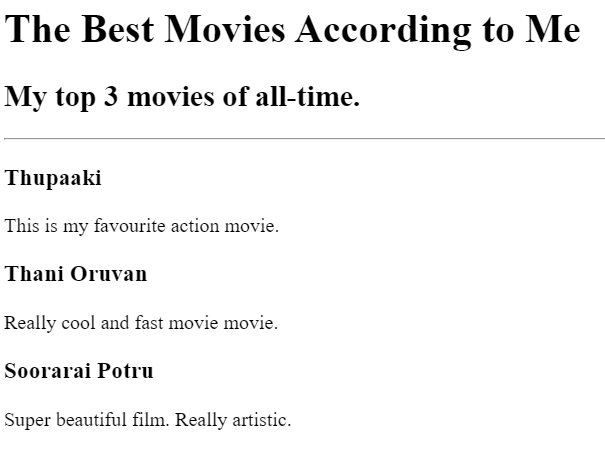 The Best Movies According to Me
My top 3 movies of all-time.
Thupaaki
This is my favourite action movie.
Thani Oruvan
Really cool and fast movie movie.
Soorarai Potru
Super beautiful film. Really artistic.